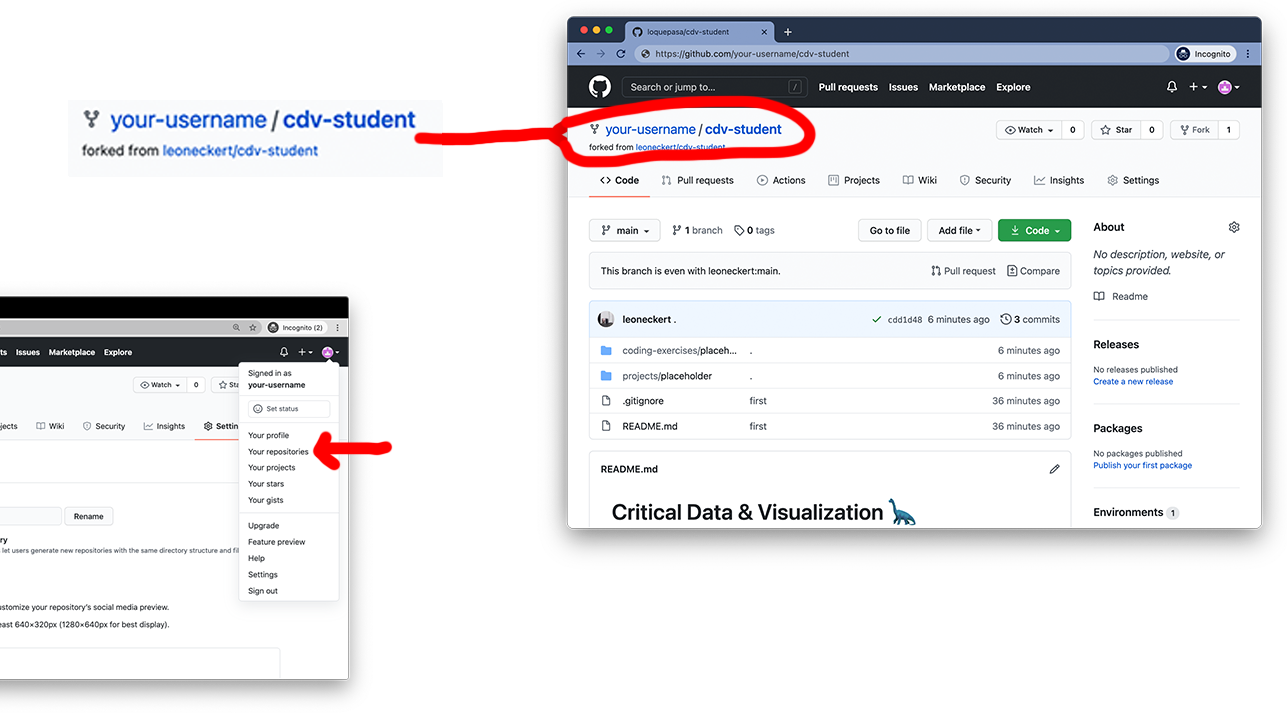 your-username / cdv-student
forked from leoneckert/cdv-student
loquepasa/cdv-student
https://github.com/your-username/cdv-student
Incognito
Search or jump to...
/
Pull requests
Issues
Marketplace
Explore
your-username / cdv-student
forked from leoneckert/cdv-student
Watch
0
Star
0
Fork
1
Code
Pull requests
Actions
Projects
Wiki
Security
Insights
Settings
main
1 branch
0 tags
Go to file
Add file
Code
This branch is even with leoneckert:main.
Pull request
Compare
leoneckert .
cdd1d48 6 minutes ago
3 commits
coding-exercises/placeh... . 6 minutes ago
projects/placeholder . 6 minutes ago
.gitignore first 36 minutes ago
README.md first 36 minutes ago
README.md
Critical Data & Visualization
About
No description, website, or
topics provided.
Readme
Releases
No releases published
Create a new release
Packages
No packages published
Publish your first package
Environments 1
Incognito (2)
ts
Issues
Marketplace
Explore
Signed in as
your-username
Set status
Your profile
Your repositories
Your projects
Your stars
Your gists
Upgrade
Feature preview
Help
Settings
Sign out
Watch
0
Sta
jects
Wiki
Security
Insights
Settin
Rename
ry
let users generate new repositories with the same directory structure and fil
ustomize your repository's social media preview.
east 640×320px (1280×640px for best display).